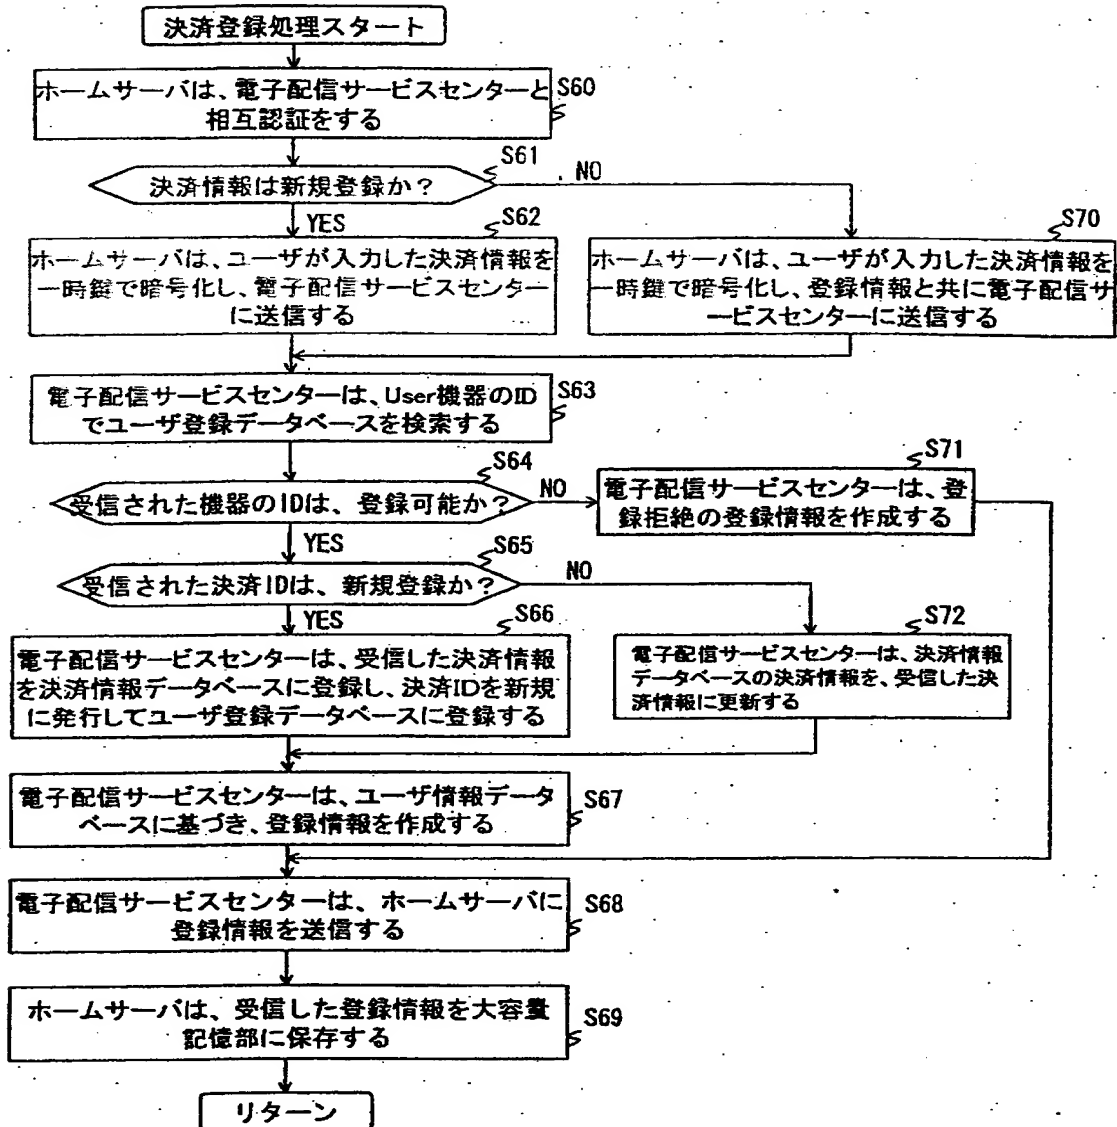 決済登録処理スタート
ホームサーバは、電子配信サービスセンターと
相互認証をする
S60
S61
決済情報は新規登録か?
NO
YES
S62
ホームサーバは、ユーザが入力した決済情報を
一時鍵で暗号化し、電子配信サービスセンター
に送信する
S70
ホームサーバは、ユーザが入力した決済情報を
一時鍵で暗号化し、登録情報と共に電子配信サ
ービスセンターに送信する
電子配信サービスセンターは、User機器のID
でユーザ登録データベースを検索する
S63
S64
受信された機器のIDは、登録可能か?
NO
YES
S71
電子配信サービスセンターは、登
録拒絶の登録情報を作成する
S65
受信された決済IDは、新規登録か?
NO
YES
S66
電子配信サービスセンターは、受信した決済情報
を決済情報データベースに登録し、決済IDを新規
に発行してユーザ登録データベースに登録する
S72
電子配信サービスセンターは、決済情報
データベースの決済情報を、受信した決
済情報に更新する
電子配信サービスセンターは、ユーザ情報データ
ベースに基づき、登録情報を作成する
S67
電子配信サービスセンターは、ホームサーバに
登録情報を送信する
S68
ホームサーバは、受信した登録情報を大容量
記憶部に保存する
S69
リターン